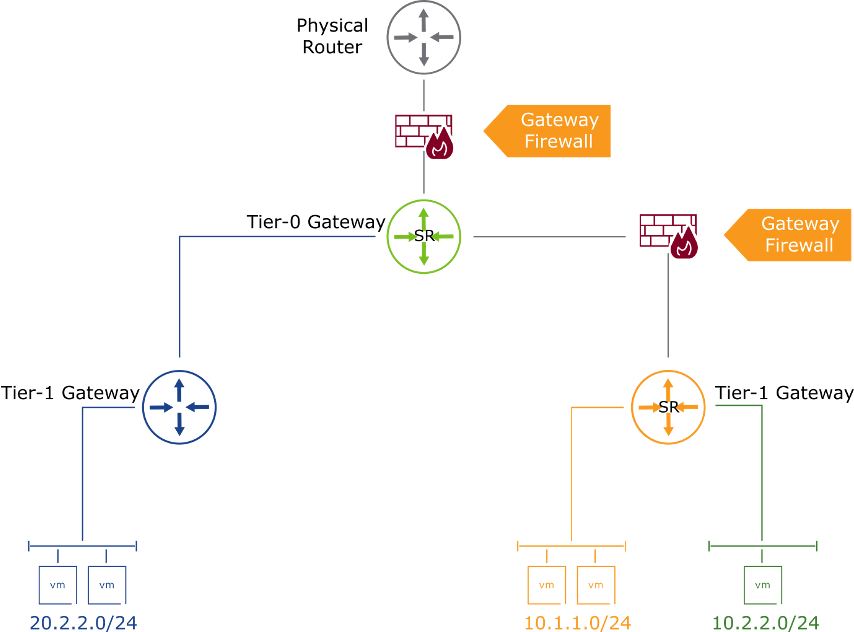 Physical
Router
Gateway
Firewall
Tier-0 Gateway
SR
Gateway
Firewall
Tier-1 Gateway
SR
Tier-1 Gateway
vm
vm
vm
vm
vm
20.2.2.0/24
10.1.1.0/24
10.2.2.0/24